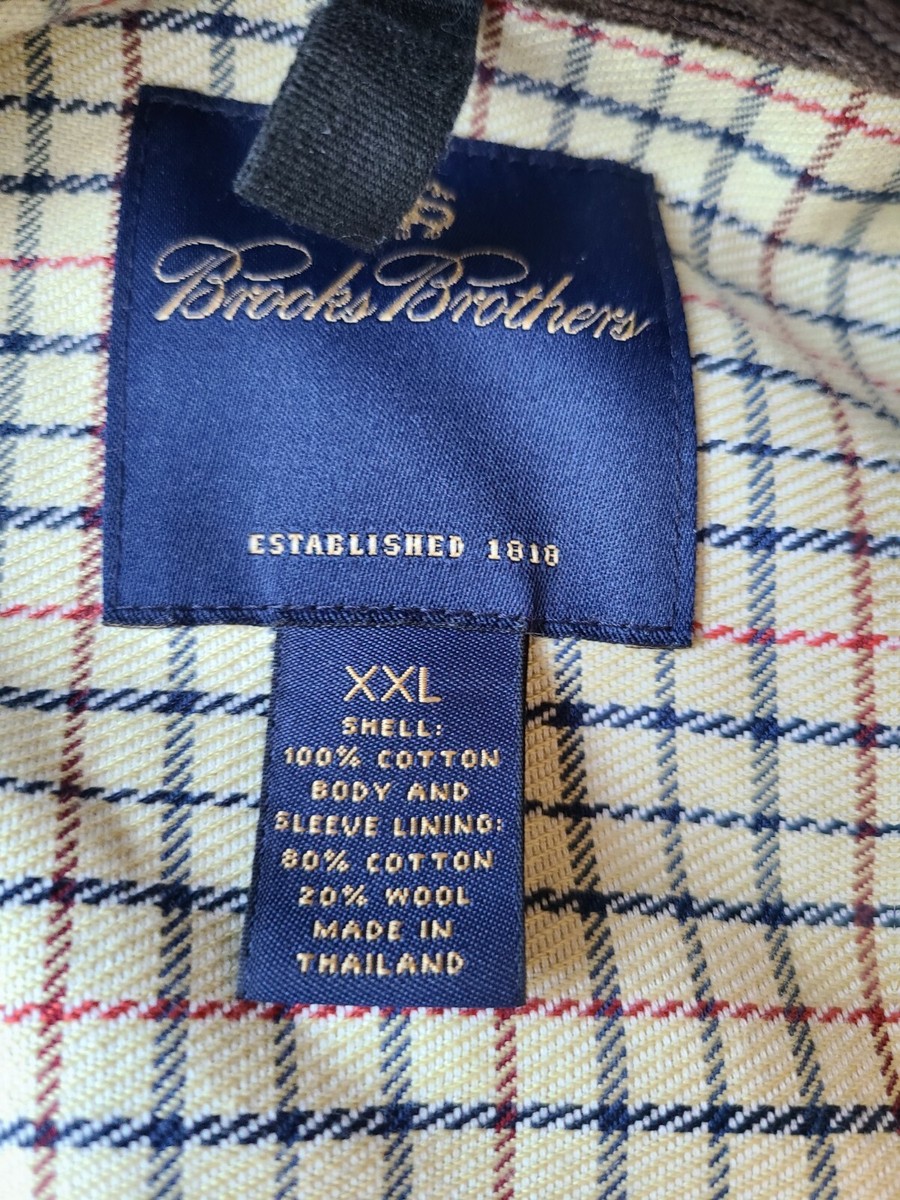 Brooks Brothers
ESTABLISHED 1818
XXL
SHELL:
100% COTTON
BODY AND
SLEEVE LINING:
80% COTTON
20% WOOL
MADE IN
THAILAND